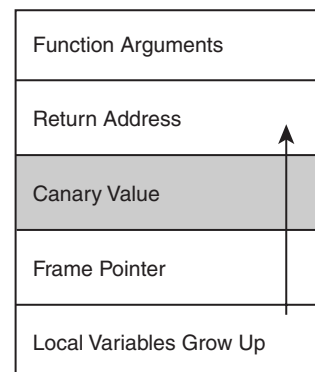 Function Arguments
Return Address
Canary Value
Frame Pointer
Local Variables Grow Up